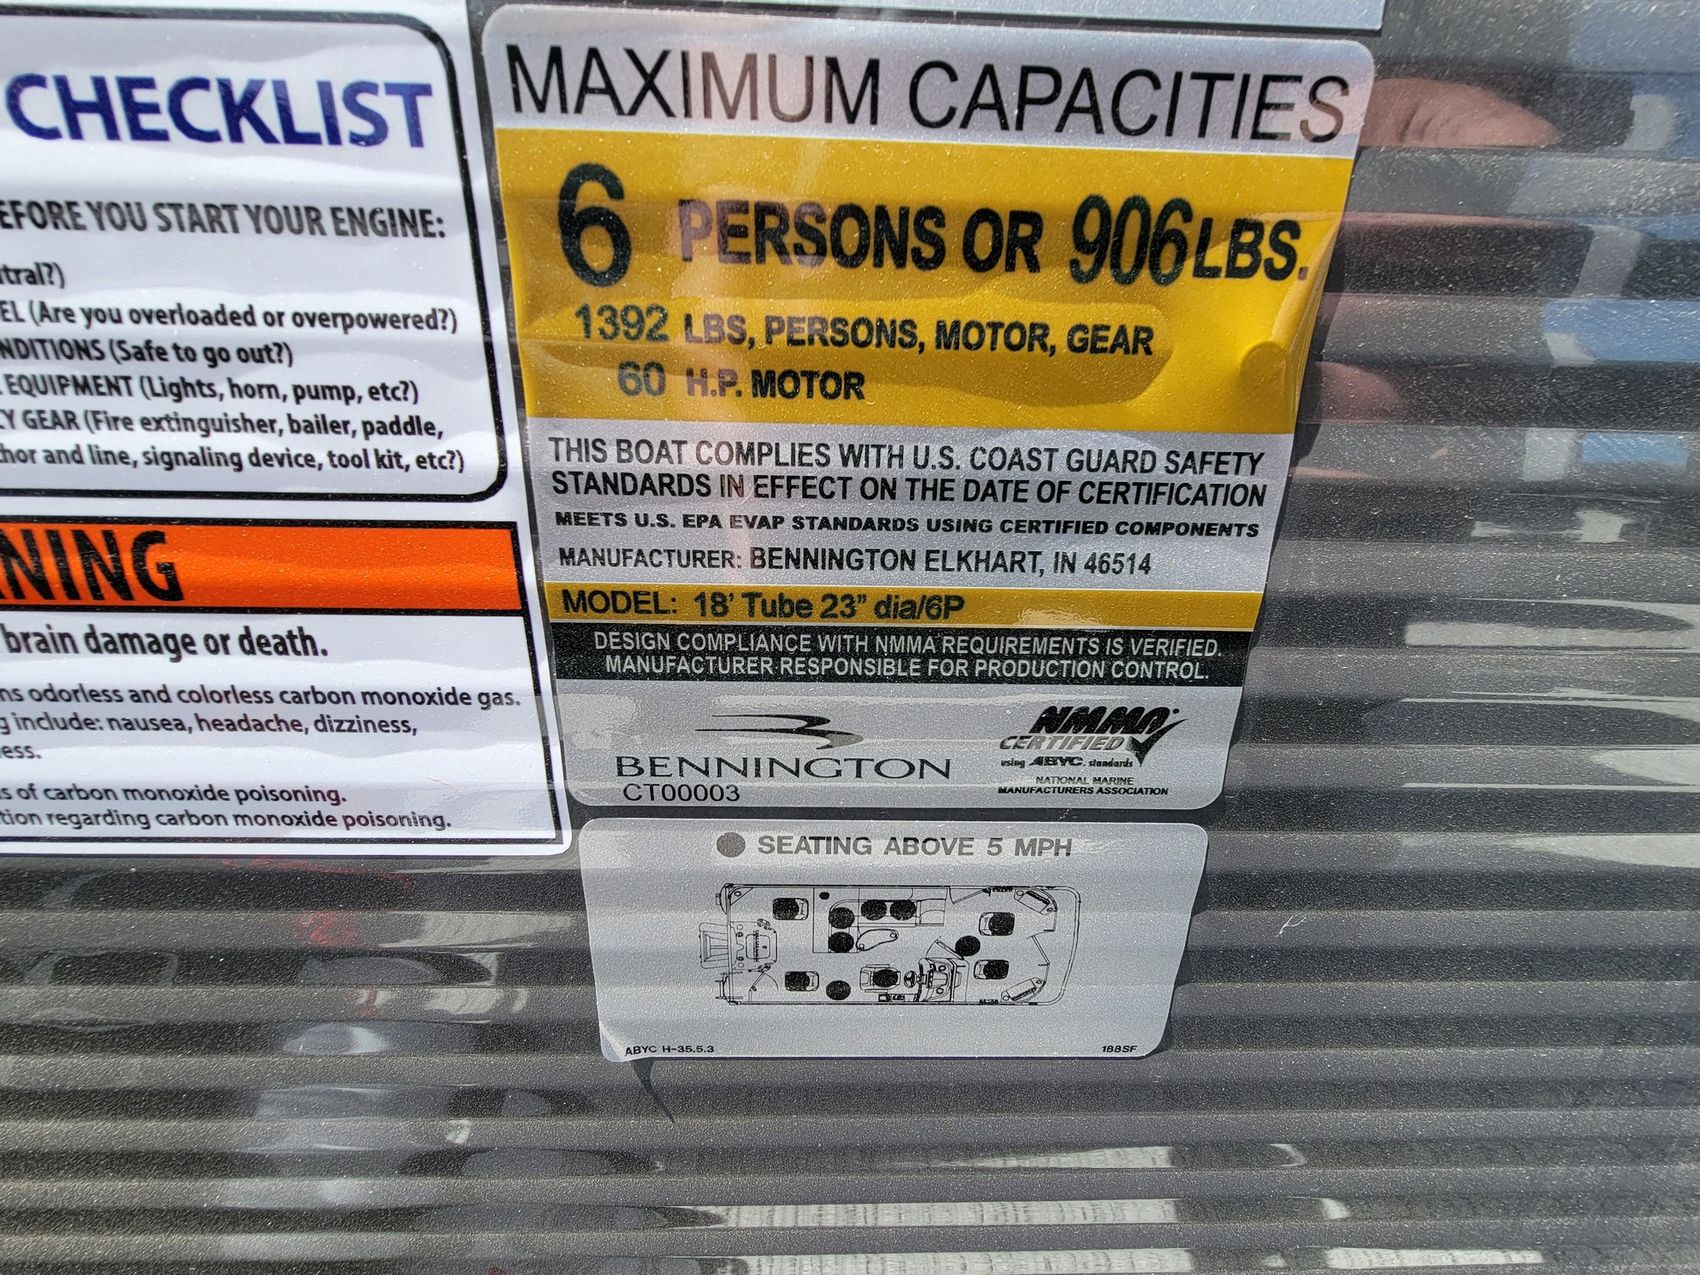 CHECKLIST
EFORE YOU START YOUR ENGINE:
tral?)
EL (Are you overloaded or overpowered?)
NDITIONS (Safe to go out?)
EQUIPMENT (Lights, horn, pump, etc?)
Y GEAR (Fire extinguisher, bailer, paddle,
hor and line, signaling device, tool kit, etc?)
NING
brain damage or death.
ns odorless and colorless carbon monoxide gas.
g include: nausea, headache, dizziness,
ess.
s of carbon monoxide poisoning.
tion regarding carbon monoxide poisoning.
MAXIMUM CAPACITIES
6 PERSONS OR 906 LBS.
1392 LBS, PERSONS, MOTOR, GEAR
60 H.P. MOTOR
THIS BOAT COMPLIES WITH U.S. COAST GUARD SAFETY
STANDARDS IN EFFECT ON THE DATE OF CERTIFICATION
MEETS U.S. EPA EVAP STANDARDS USING CERTIFIED COMPONENTS
MANUFACTURER: BENNINGTON ELKHART, IN 46514
MODEL: 18' Tube 23" dia/6P
DESIGN COMPLIANCE WITH NMMA REQUIREMENTS IS VERIFIED.
MANUFACTURER RESPONSIBLE FOR PRODUCTION CONTROL.
BENNINGTON
CT00003
NMMA
CERTIFIED
using ABYC standards
NATIONAL MARINE
MANUFACTURERS ASSOCIATION
SEATING ABOVE 5 MPH
ABYC H-35.5.3
188SF